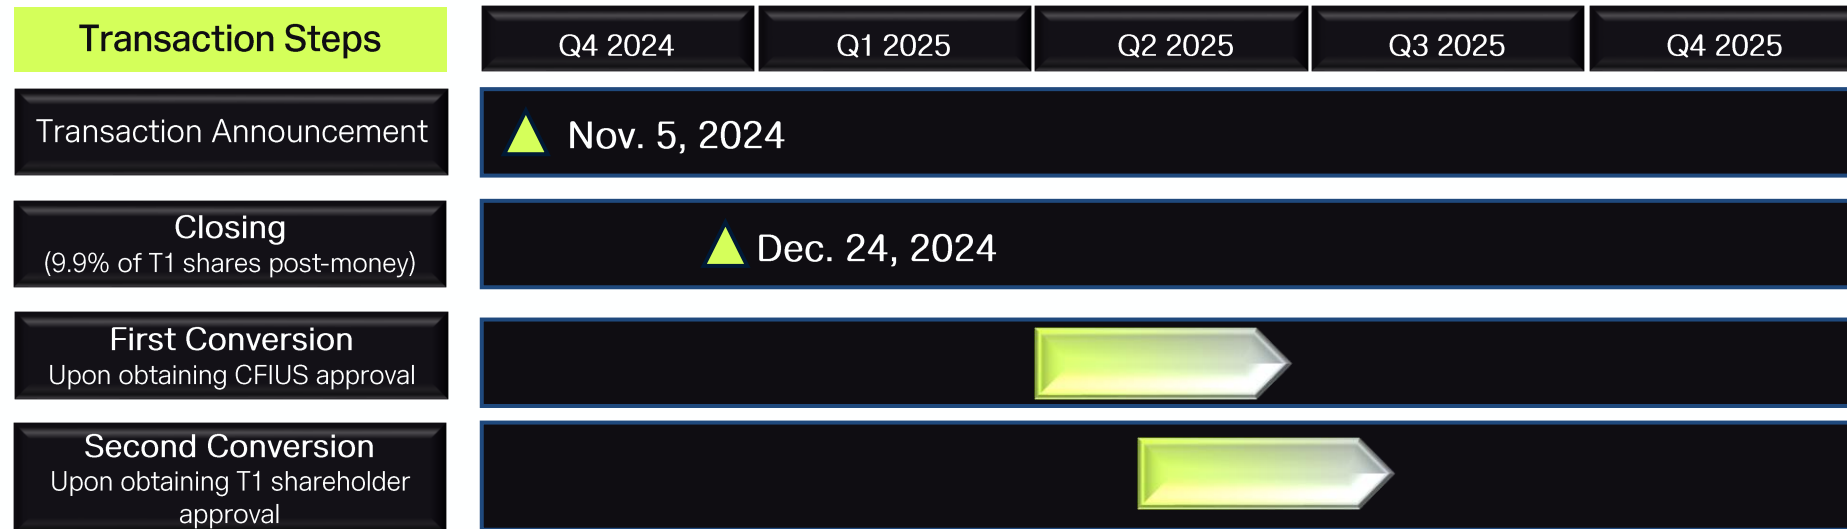 Transaction Steps
Q4 2024
Q1 2025
Q2 2025
Q3 2025
Q4 2025
Transaction Announcement
Nov. 5, 2024
Closing
(9.9% of T1 shares post-money)
Dec. 24, 2024
First Conversion
Upon obtaining CFIUS approval
Second Conversion
Upon obtaining T1 shareholder
approval